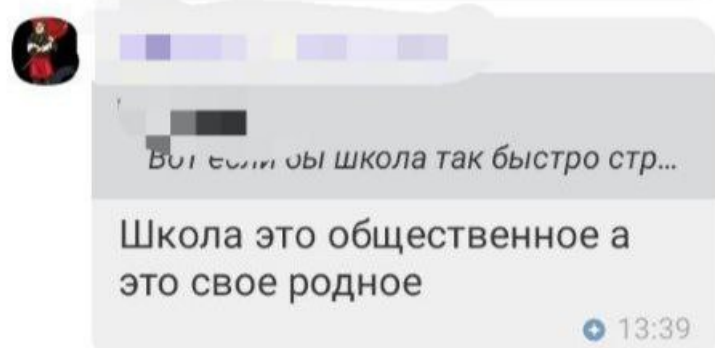 Вот если бы школа так быстро стр...
Школа это общественное а
это свое родное
13:39